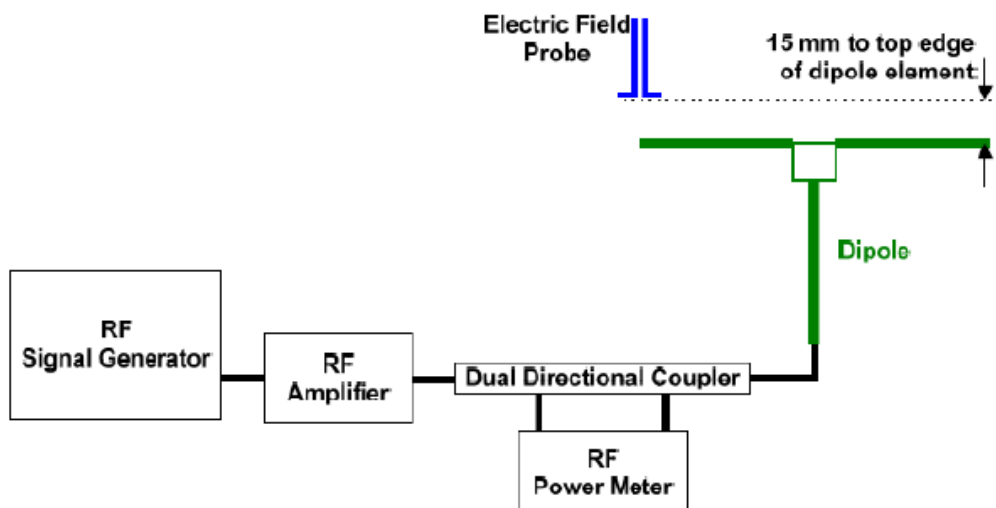 Electric Field
Probe
15 mm to top edge
of dipole element:
Dipole
RF
Signal Generator
RF
Amplifier
Dual Directional Coupler
RF
Power Meter